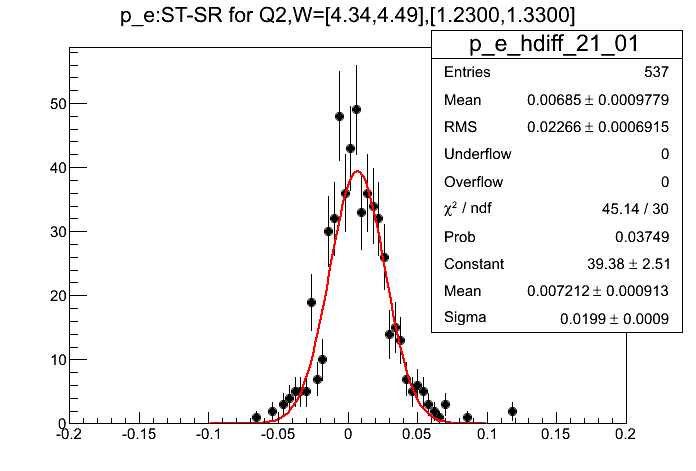 p_e:ST-SR for Q2,W=[4.34,4.49],[1.2300,1.3300]
p_e_hdiff_21_01
Entries 537
Mean 0.00685 ± 0.0009779
RMS 0.02266 ± 0.0006915
Underflow 0
Overflow 0
χ² / ndf 45.14 / 30
Prob 0.03749
Constant 39.38 ± 2.51
Mean 0.007212 ± 0.000913
Sigma 0.0199 ± 0.0009
50
40
30
20
10
0
-0.2 -0.15 -0.1 -0.05 0 0.05 0.1 0.15 0.2